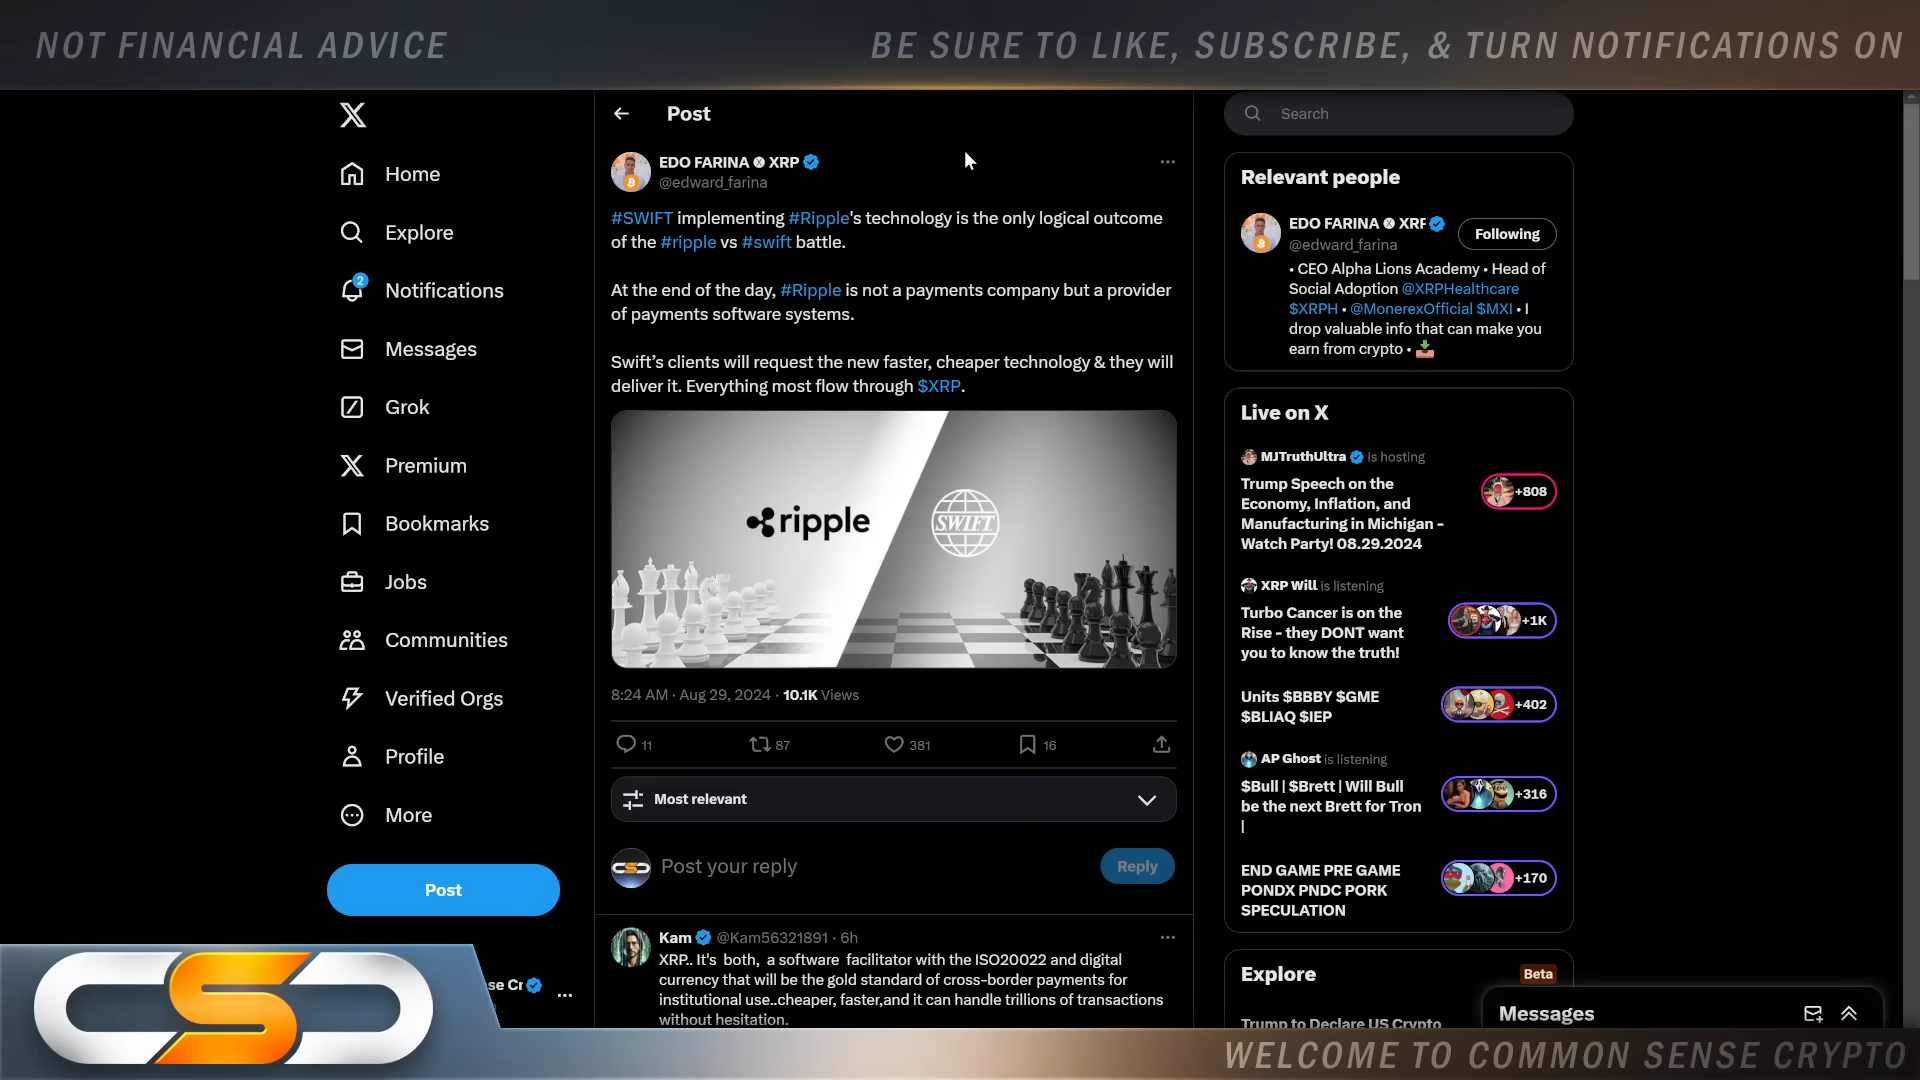 NOT FINANCIAL ADVICE
BE SURE TO LIKE, SUBSCRIBE, & TURN NOTIFICATIONS ON
Home
Explore
2
Notifications
Messages
Grok
Premium
Bookmarks
Jobs
Communities
Verified Orgs
Profile
More
Post
se Cr
Post
EDO FARINA XRP
@edward_farina
#SWIFT implementing #Ripple's technology is the only logical outcome
of the #ripple vs #swift battle.
At the end of the day, #Ripple is not a payments company but a provider
of payments software systems.
Swift’s clients will request the new faster, cheaper technology & they will
deliver it. Everything most flow through $XRP.
ripple
SWIFT
8:24 AM · Aug 29, 2024 · 10.1K Views
11
87
381
16
Most relevant
CSC
Post your reply
Reply
Kam @Kam56321891 · 6h
XRP.. It's both, a software facilitator with the ISO20022 and digital
currency that will be the gold standard of cross-border payments for
institutional use..cheaper, faster,and it can handle trillions of transactions
without hesitation.
Search
Relevant people
EDO FARINA XRP
@edward_farina
Following
• CEO Alpha Lions Academy • Head of
Social Adoption @XRPHealthcare
$XRPH • @MonerexOfficial $MXI • I
drop valuable info that can make you
earn from crypto •
Live on X
MJTruthUltra is hosting
Trump Speech on the
Economy, Inflation, and
Manufacturing in Michigan -
Watch Party! 08.29.2024
+808
XRP Will is listening
Turbo Cancer is on the
Rise - they DONT want
you to know the truth!
+1K
Units $BBBY $GME
$BLIAQ $IEP
+402
AP Ghost is listening
$Bull | $Brett | Will Bull
be the next Brett for Tron
|
+316
END GAME PRE GAME
PONDX PNDC PORK
SPECULATION
+170
Explore
Beta
Trump to Declare US Crypto
Messages
CSC
WELCOME TO COMMON SENSE CRYPTO